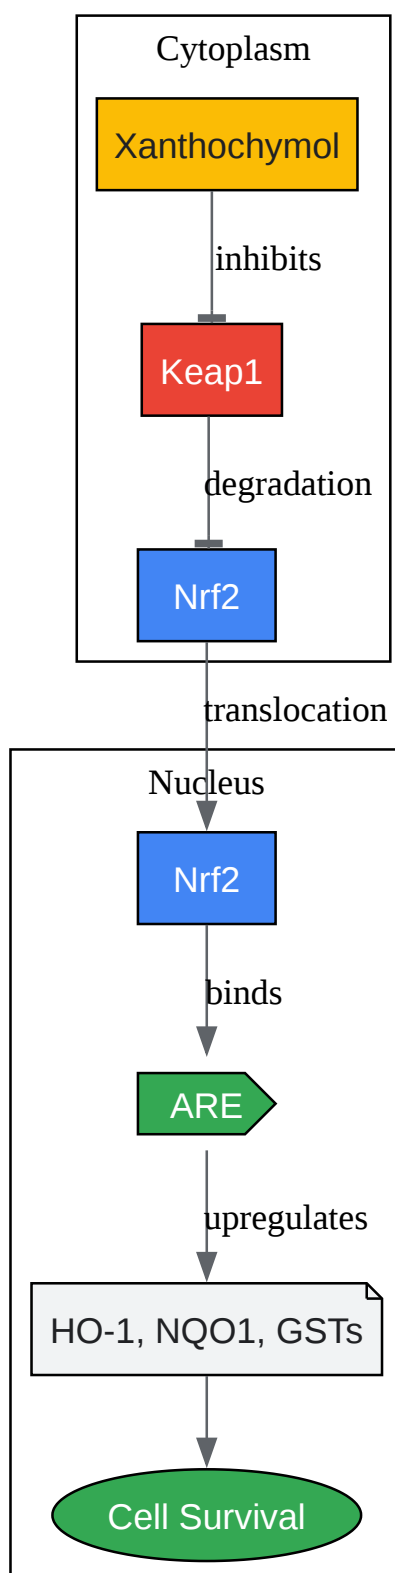 Cytoplasm
Xanthochymol
inhibits
Keap1
degradation
Nrf2
translocation
Nucleus
Nrf2
binds
ARE
upregulates
HO-1, NQO1, GSTs
Cell Survival